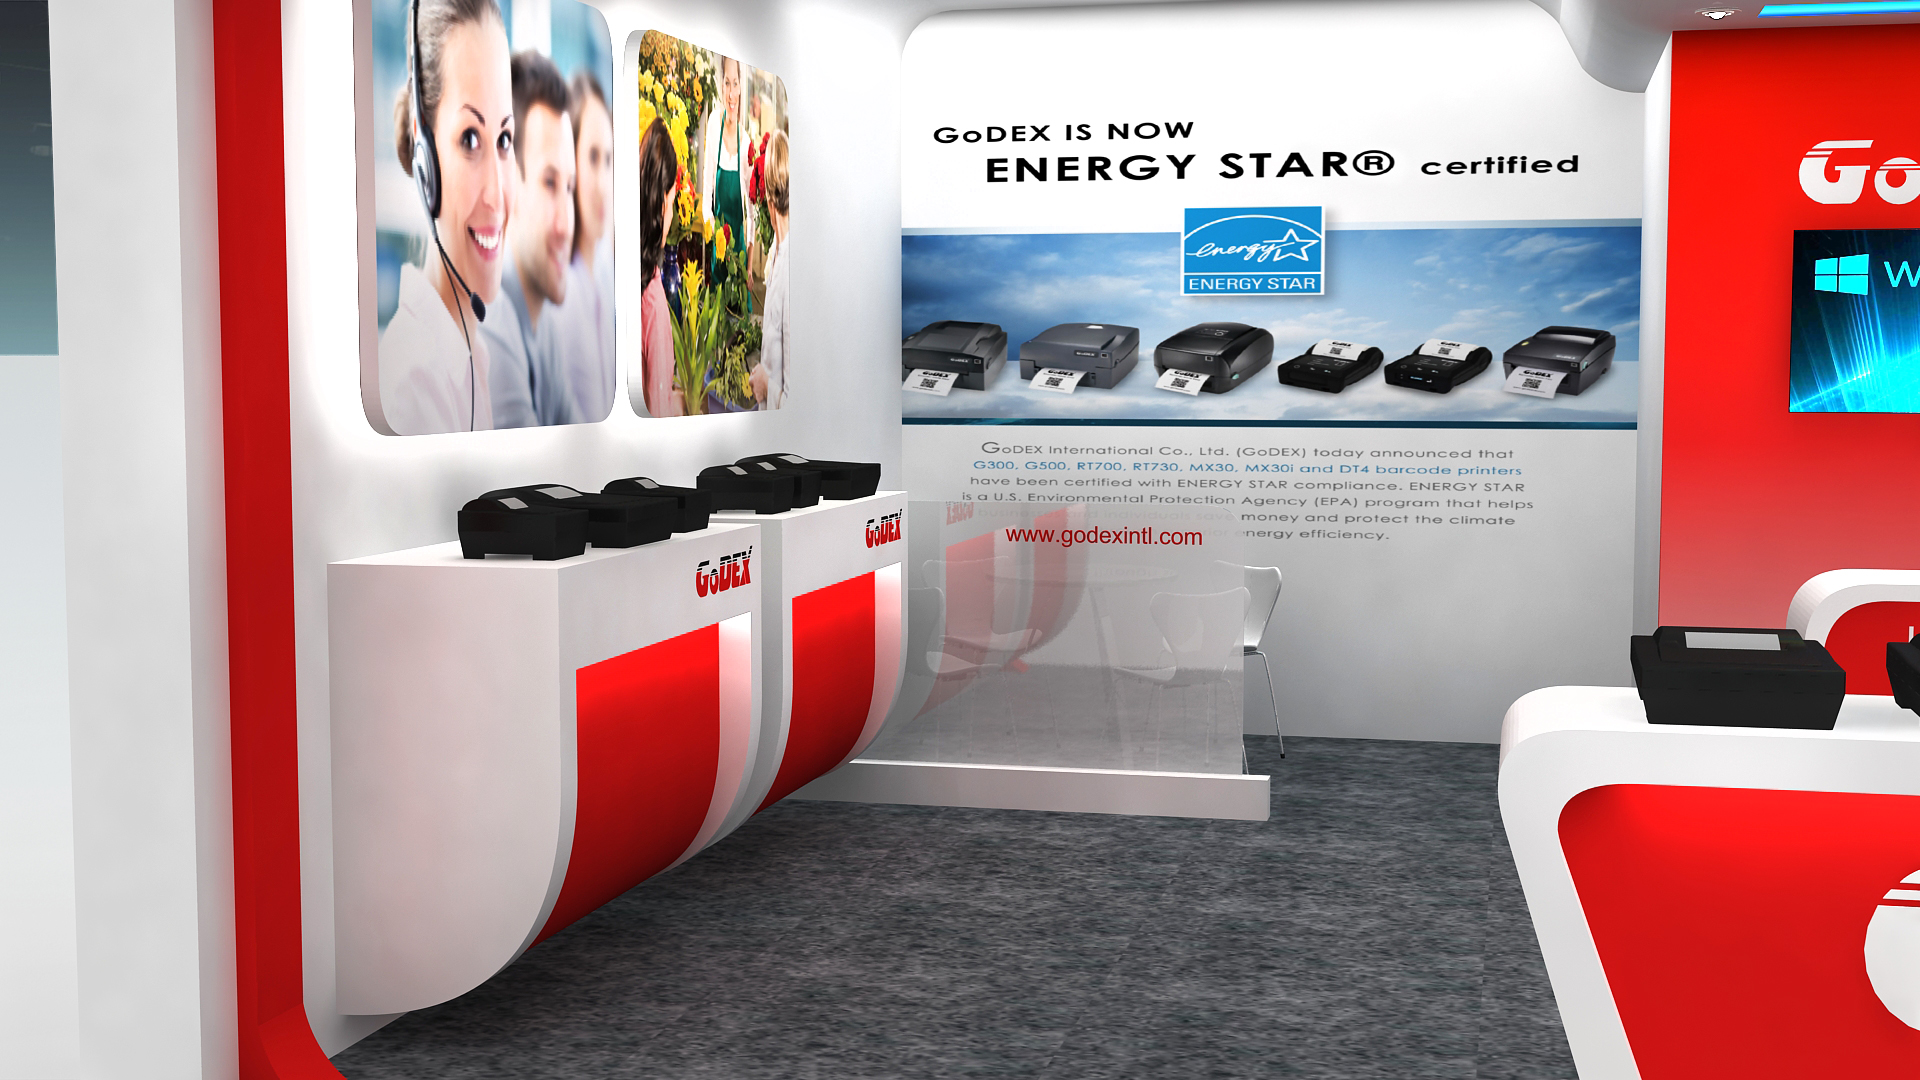 GoDEX IS NOW
ENERGY STAR® certified
energy
ENERGY STAR
GoDEX International Co., Ltd. (GoDEX) today announced that
G300, G500, RT700, RT730, MX30, MX30i and DT4 barcode printers
have been certified with ENERGY STAR compliance. ENERGY STAR
is a U.S. Environmental Protection Agency (EPA) program that helps
money and protect the climate
energy efficiency.
www.godexintl.com
GoDEX
GoDEX
Go
W